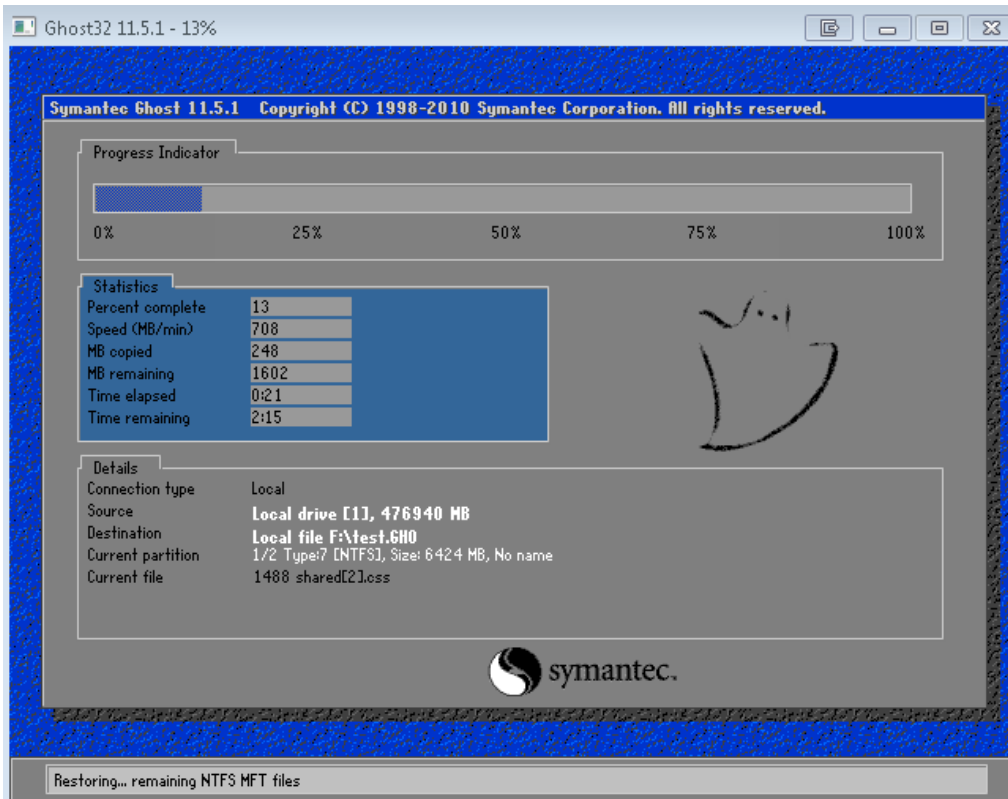 Ghost32 11.5.1 - 13%
Symantec Ghost 11.5.1 Copyright (C) 1998-2010 Symantec Corporation. All rights reserved.
Progress Indicator
0% 25% 50% 75% 100%
Statistics
Percent complete 13
Speed (MB/min) 708
MB copied 248
MB remaining 1602
Time elapsed 0:21
Time remaining 2:15
Details
Connection type Local
Source Local drive [1], 476940 MB
Destination Local file F:\test.GHO
Current partition 1/2 Type:7 [NTFS], Size: 6424 MB, No name
Current file 1488 shared[2].css
symantec.
Restoring... remaining NTFS MFT files